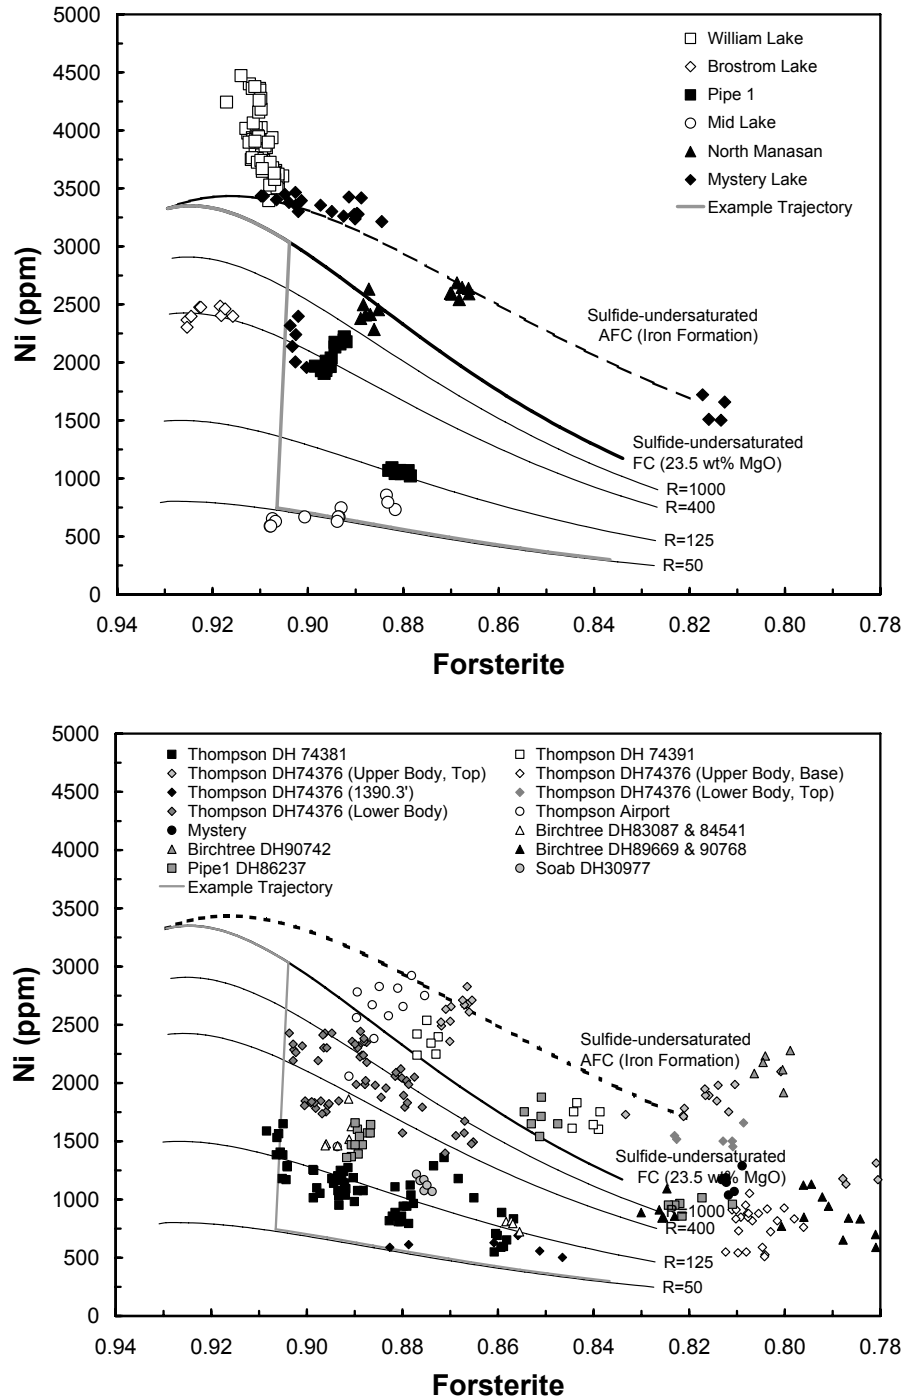 5000
4500
4000
3500
3000
2500
2000
1500
1000
500
0
Ni (ppm)
William Lake
Brostrom Lake
Pipe 1
Mid Lake
North Manasan
Mystery Lake
Example Trajectory
Sulfide-undersaturated
AFC (Iron Formation)
Sulfide-undersaturated
FC (23.5 wt% MgO)
R=1000
R=400
R=125
R=50
0.94 0.92 0.90 0.88 0.86 0.84 0.82 0.80 0.78
Forsterite
5000
4500
4000
3500
3000
2500
2000
1500
1000
500
0
Ni (ppm)
Thompson DH 74381 Thompson DH 74391
Thompson DH74376 (Upper Body, Top) Thompson DH74376 (Upper Body, Base)
Thompson DH74376 (1390.3') Thompson DH74376 (Lower Body, Top)
Thompson DH74376 (Lower Body) Thompson Airport
Mystery Birchtree DH83087 & 84541
Birchtree DH90742 Birchtree DH89669 & 90768
Pipe1 DH86237 Soab DH30977
Example Trajectory
Sulfide-undersaturated
AFC (Iron Formation)
Sulfide-undersaturated
FC (23.5 wt% MgO)
R=1000
R=400
R=125
R=50
0.94 0.92 0.90 0.88 0.86 0.84 0.82 0.80 0.78
Forsterite